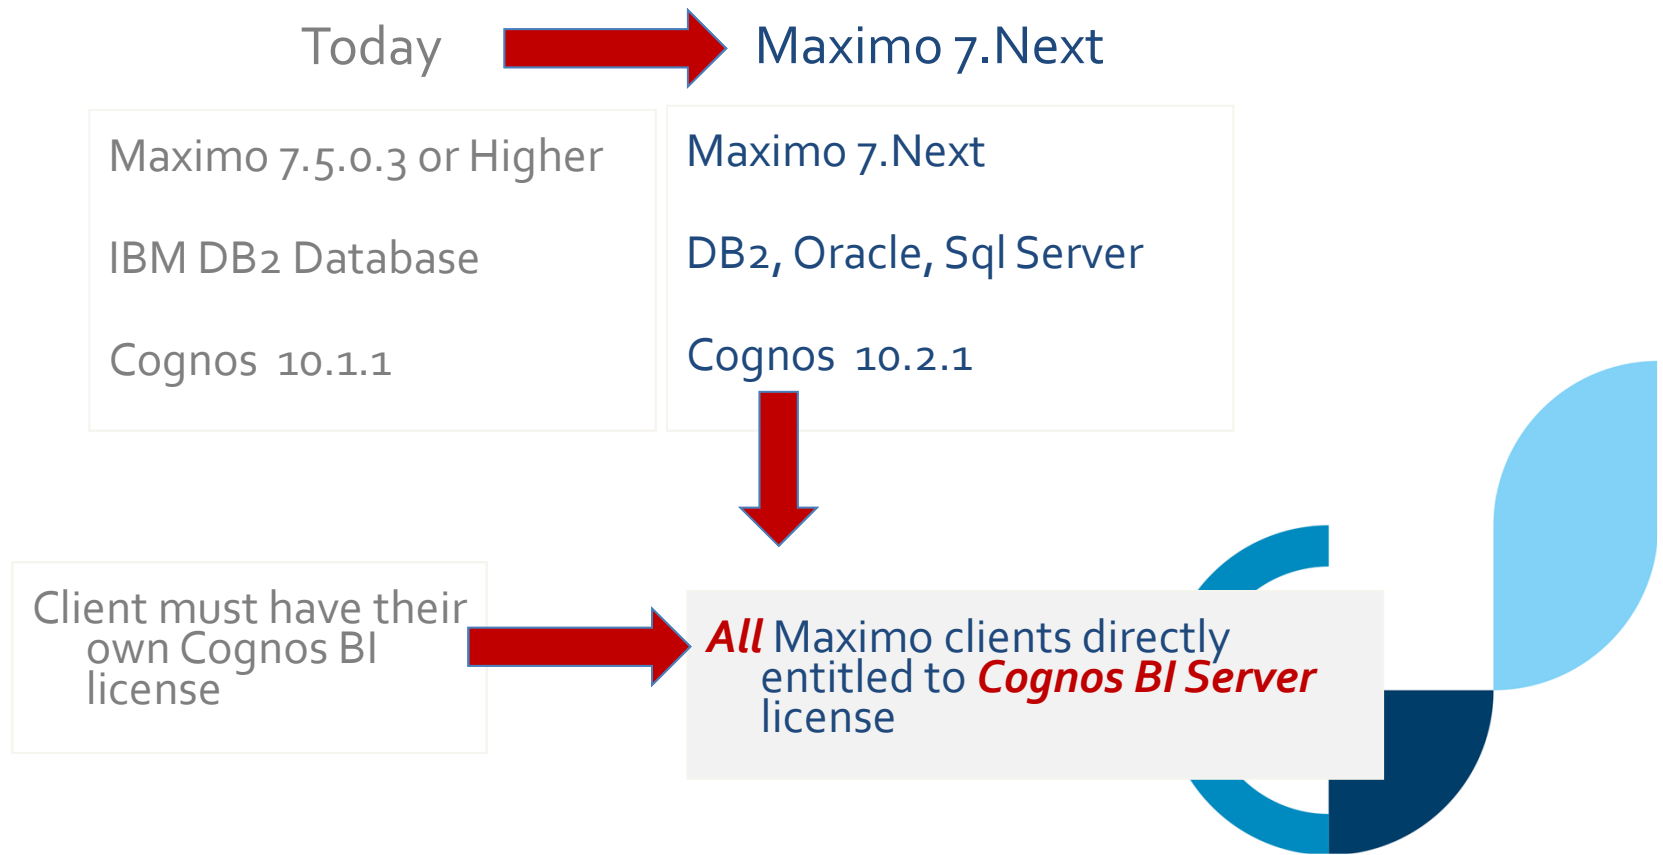 Today
Maximo 7.Next
Maximo 7.5.0.3 or Higher
IBM DB2 Database
Cognos 10.1.1
Maximo 7.Next
DB2, Oracle, Sql Server
Cognos 10.2.1
Client must have their
own Cognos BI
license
All Maximo clients directly
entitled to Cognos BI Server
license